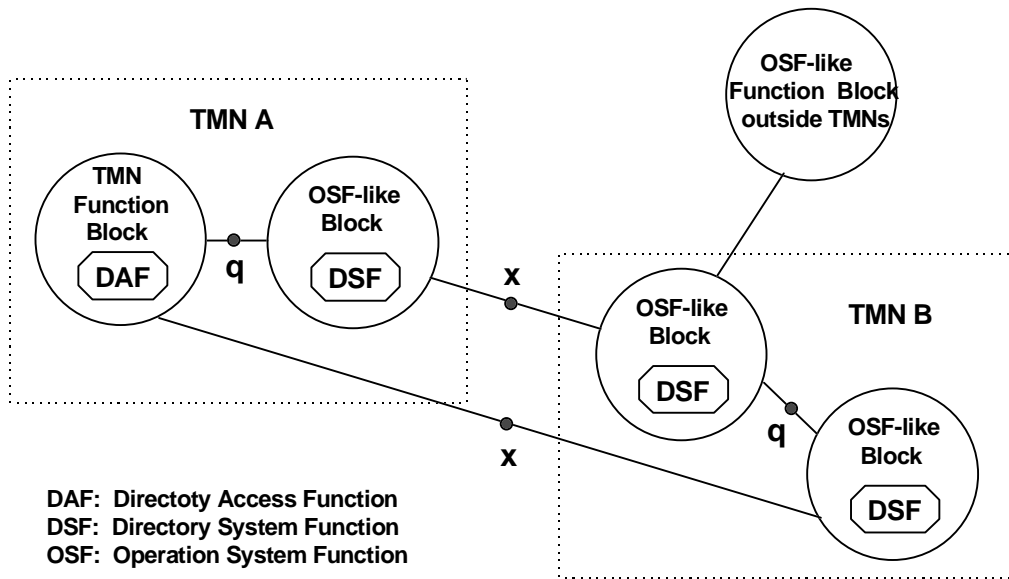 OSF-like
Function Block
outside TMNs
TMN A
TMN
Function
Block
DAF
q
OSF-like
Block
DSF
x
OSF-like
Block
DSF
TMN B
q
x
OSF-like
Block
DSF
DAF: Directoty Access Function
DSF: Directory System Function
OSF: Operation System Function